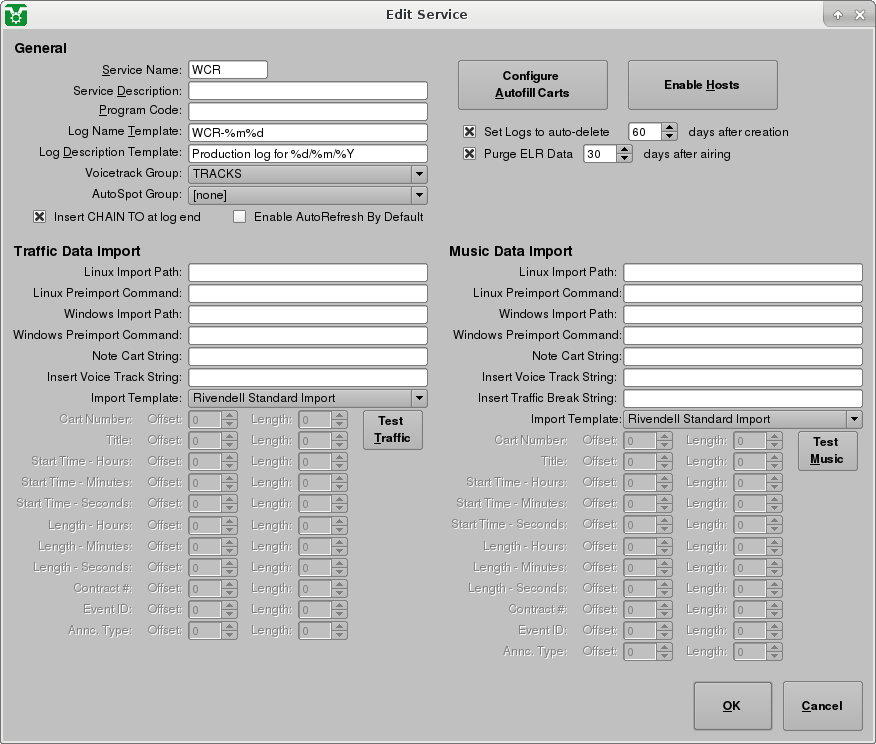 Edit Service
General
Service Name: WCR
Service Description:
Program Code:
Log Name Template: WCR-%m%d
Log Description Template: Production log for %d/%m/%Y
Voicetrack Group: TRACKS
AutoSpot Group: [none]
Insert CHAIN TO at log end Enable AutoRefresh By Default
Configure
Autofill Carts
Enable Hosts
Set Logs to auto-delete 60 days after creation
Purge ELR Data 30 days after airing
Traffic Data Import
Linux Import Path:
Linux Preimport Command:
Windows Import Path:
Windows Preimport Command:
Note Cart String:
Insert Voice Track String:
Import Template: Rivendell Standard Import
Cart Number: Offset: 0 Length: 0
Title: Offset: 0 Length: 0
Start Time - Hours: Offset: 0 Length: 0
Start Time - Minutes: Offset: 0 Length: 0
Start Time - Seconds: Offset: 0 Length: 0
Length - Hours: Offset: 0 Length: 0
Length - Minutes: Offset: 0 Length: 0
Length - Seconds: Offset: 0 Length: 0
Contract #: Offset: 0 Length: 0
Event ID: Offset: 0 Length: 0
Annc. Type: Offset: 0 Length: 0
Test
Traffic
Music Data Import
Linux Import Path:
Linux Preimport Command:
Windows Import Path:
Windows Preimport Command:
Note Cart String:
Insert Voice Track String:
Insert Traffic Break String:
Import Template: Rivendell Standard Import
Cart Number: Offset: 0 Length: 0
Title: Offset: 0 Length: 0
Start Time - Hours: Offset: 0 Length: 0
Start Time - Minutes: Offset: 0 Length: 0
Start Time - Seconds: Offset: 0 Length: 0
Length - Hours: Offset: 0 Length: 0
Length - Minutes: Offset: 0 Length: 0
Length - Seconds: Offset: 0 Length: 0
Contract #: Offset: 0 Length: 0
Event ID: Offset: 0 Length: 0
Annc. Type: Offset: 0 Length: 0
Test
Music
OK
Cancel